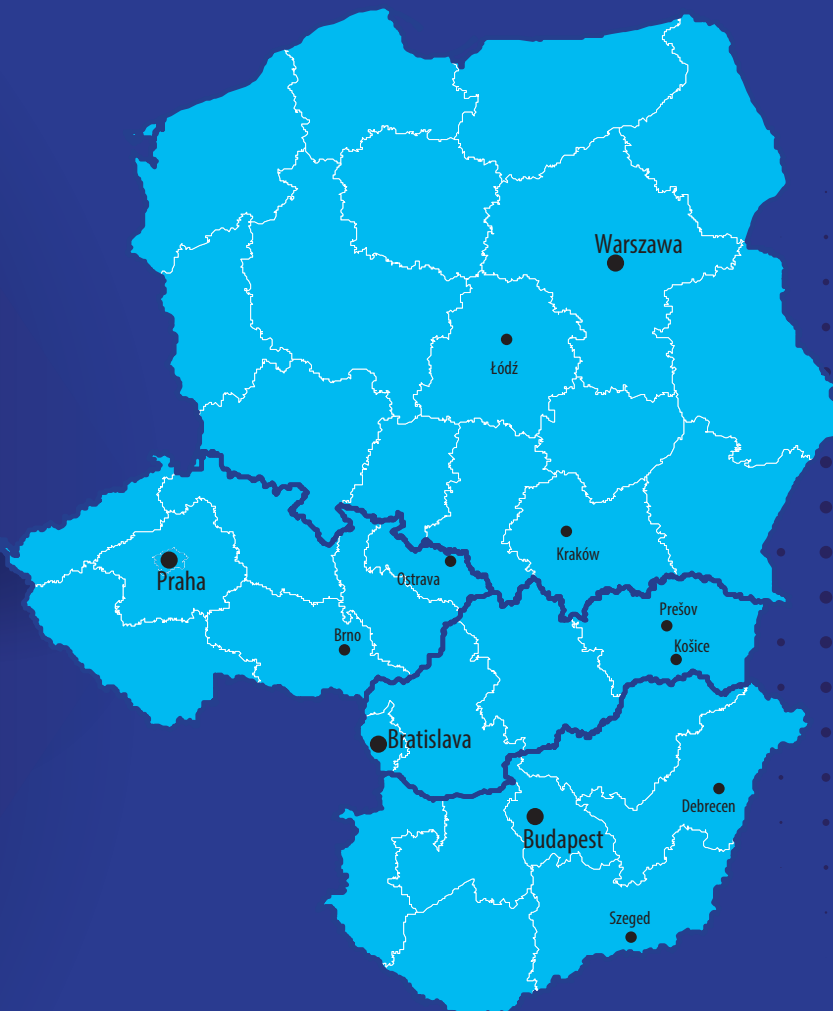 Warszawa
Łódź
Kraków
Ostrava
Praha
Prešov
Brno
Košice
Bratislava
Debrecen
Budapest
Szeged